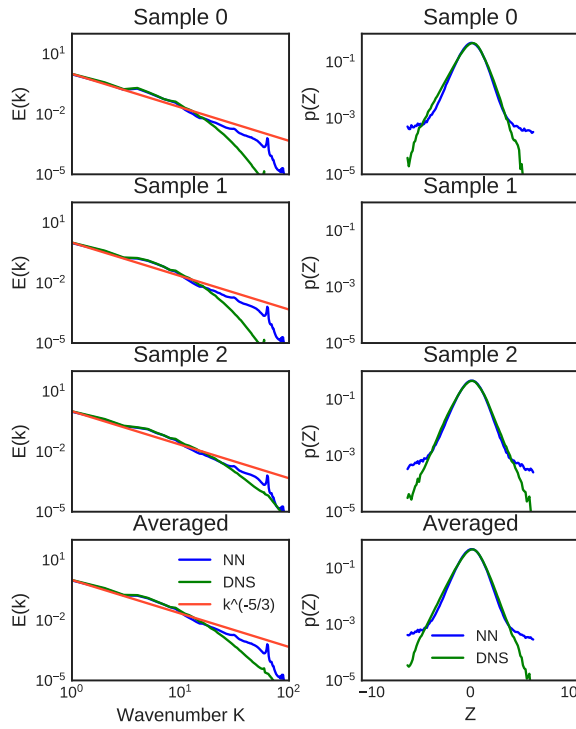 Sample 0
Sample 0
E(k)
10^1
10^−2
10^−5
p(Z)
10^−1
10^−3
10^−5
Sample 1
Sample 1
E(k)
10^1
10^−2
10^−5
p(Z)
10^−1
10^−3
10^−5
Sample 2
Sample 2
E(k)
10^1
10^−2
10^−5
p(Z)
10^−1
10^−3
10^−5
Averaged
Averaged
E(k)
10^1
10^−2
10^−5
NN
DNS
k^(-5/3)
10^0
10^1
10^2
Wavenumber K
p(Z)
10^−1
10^−3
10^−5
NN
DNS
−10
0
10
Z